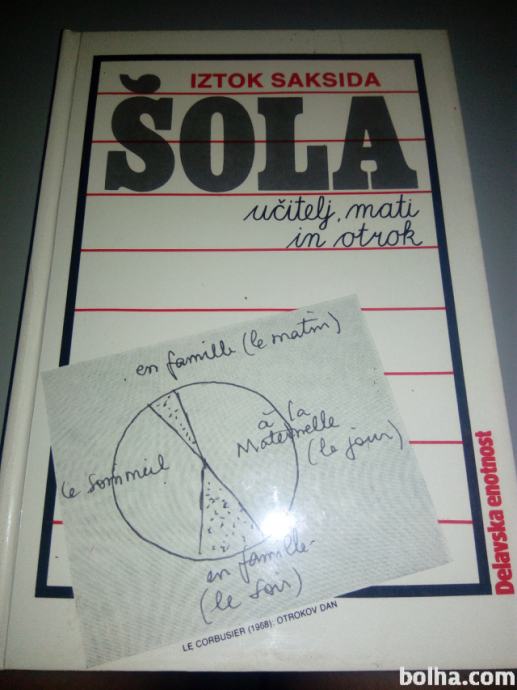 IZTOK SAKSIDA
ŠOLA
učitelj, mati
in otrok
en famille (le matin)
à la
Maternelle
(le jour)
le sommeil
en famille
(le soir)
LE CORBUSIER (1968): OTROKOV DAN
Delavska enotnost
bolha.com